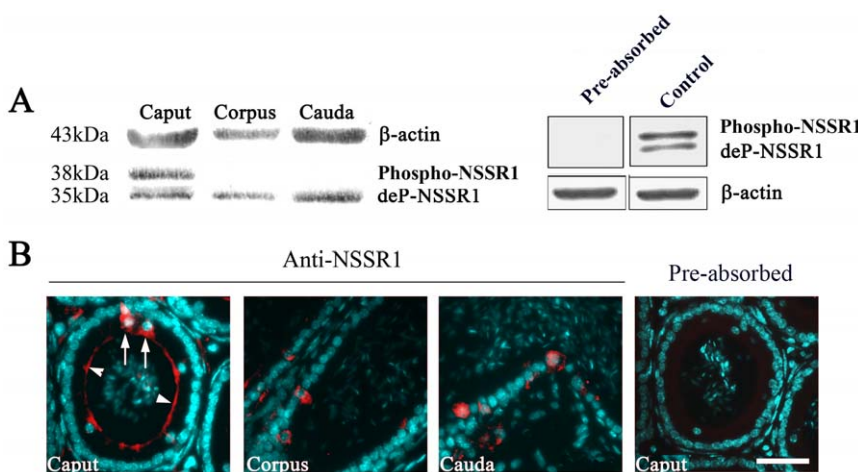 A
Caput Corpus Cauda
43kDa β-actin
38kDa Phospho-NSSR1
35kDa deP-NSSR1
Pre-absorbed Control
Phospho-NSSR1
deP-NSSR1
β-actin
B
Anti-NSSR1 Pre-absorbed
Caput Corpus Cauda Caput